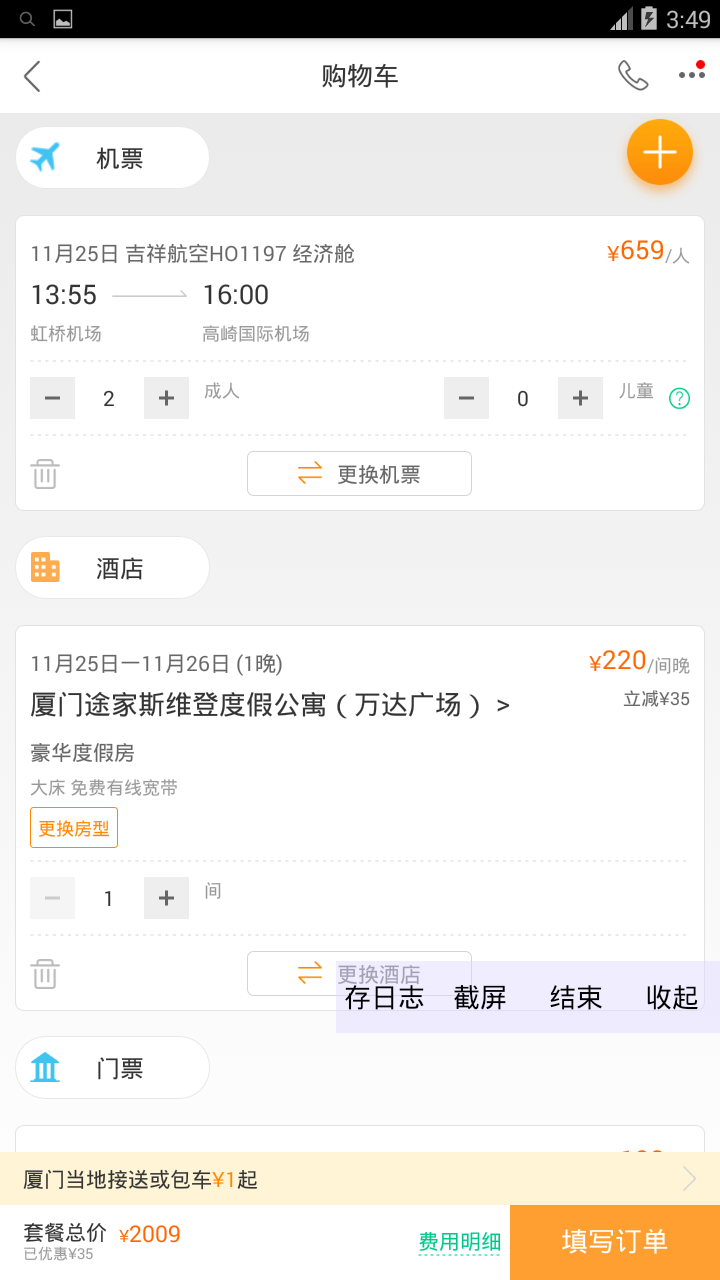 3:49
购物车
机票
11月25日 吉祥航空HO1197 经济舱 ¥659/人
13:55 16:00
虹桥机场 高崎国际机场
2 成人 0 儿童 ?
更换机票
酒店
11月25日一11月26日 (1晚) ¥220/间晚
厦门途家斯维登度假公寓（万达广场） > 立减¥35
豪华度假房
大床 免费有线宽带
更换房型
1 间
更换酒店
存日志 截屏 结束 收起
门票
厦门当地接送或包车¥1起
套餐总价 ¥2009
已优惠¥35
费用明细
填写订单